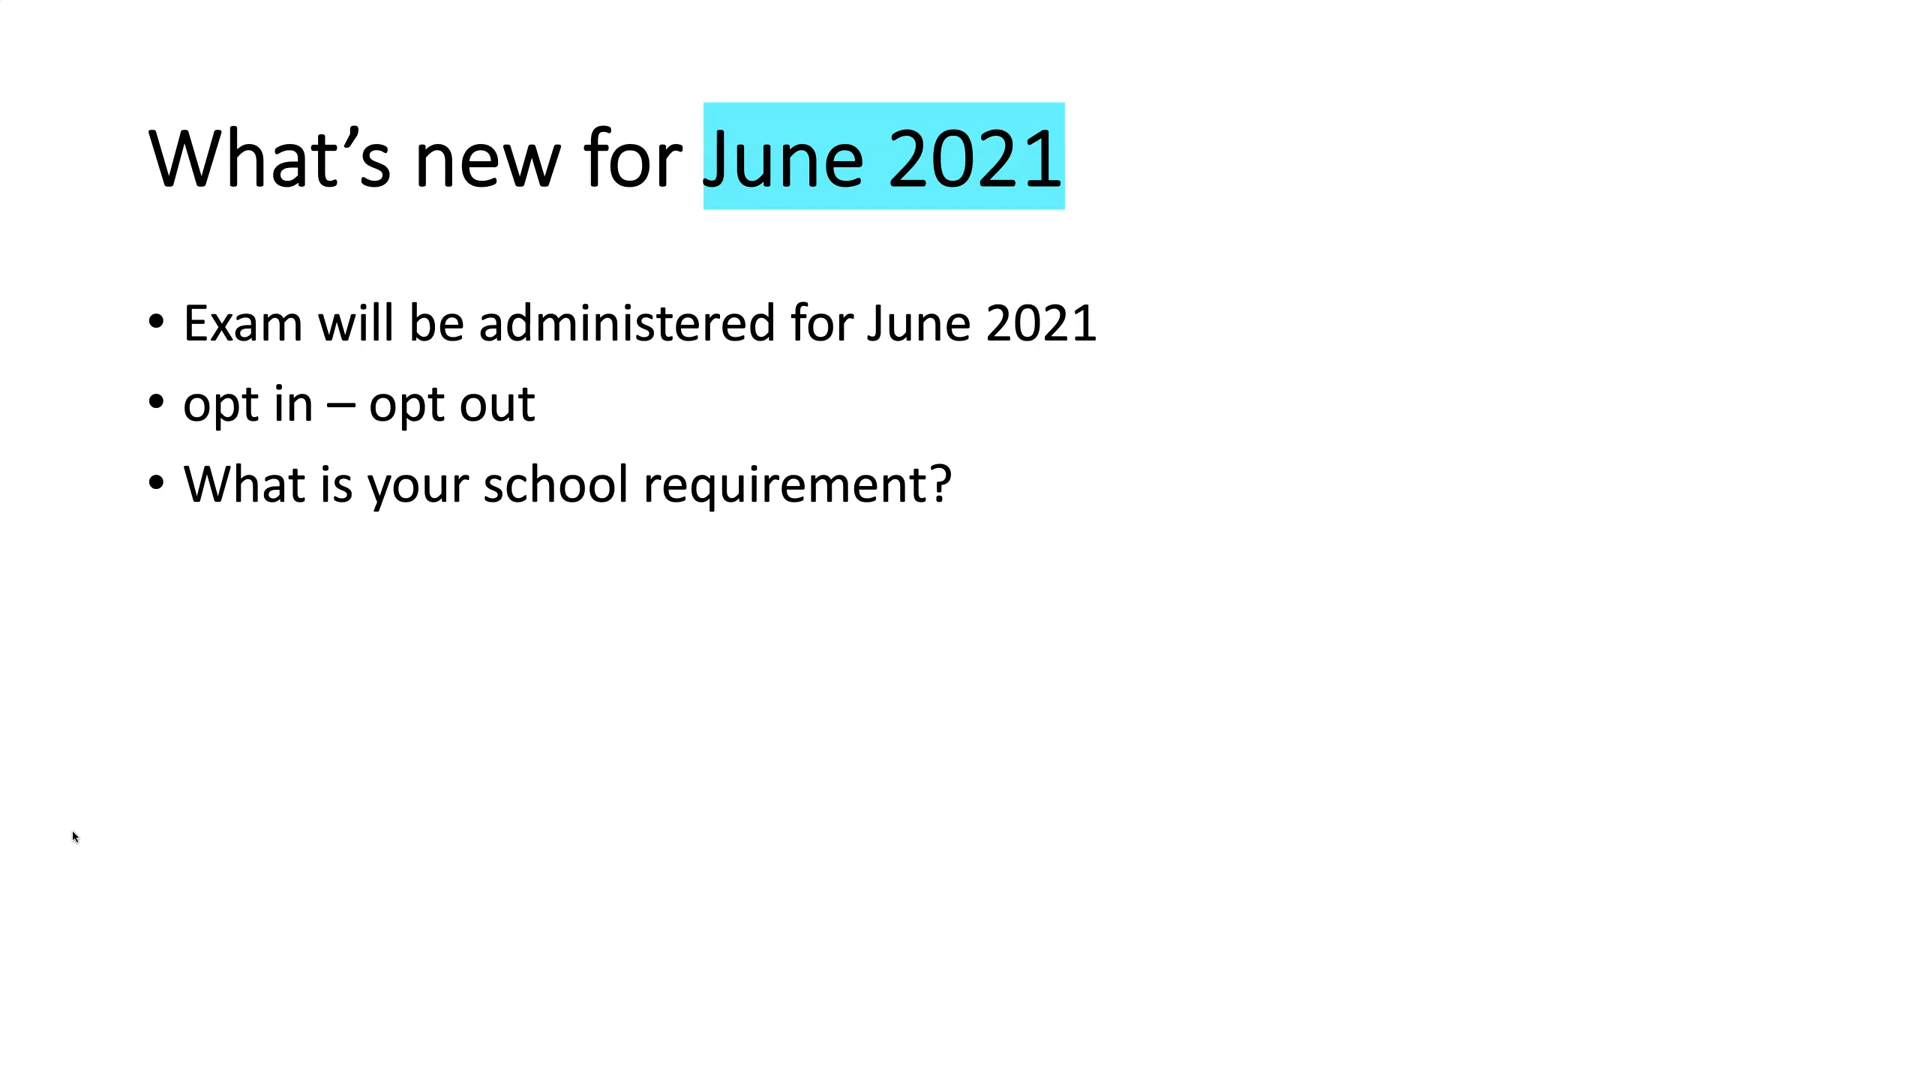 What’s new for June 2021
• Exam will be administered for June 2021
• opt in – opt out
• What is your school requirement?